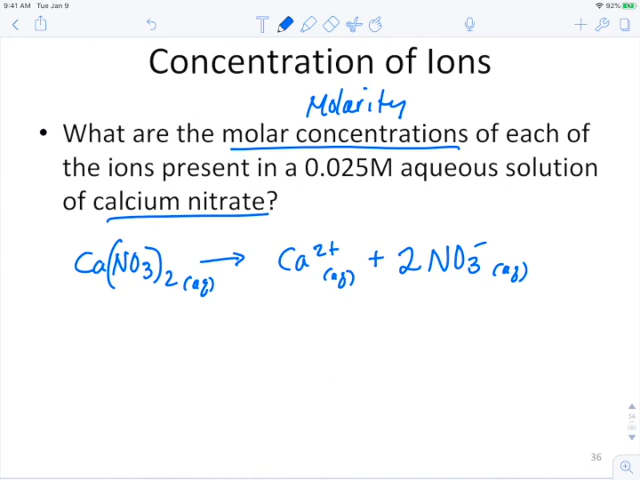 9:41 AM Tue Jan 9
92%
Concentration of Ions
Molarity
• What are the molar concentrations of each of
the ions present in a 0.025M aqueous solution
of calcium nitrate?
Ca(NO3)2 (aq) → Ca2+ (aq) + 2 NO3- (aq)
36